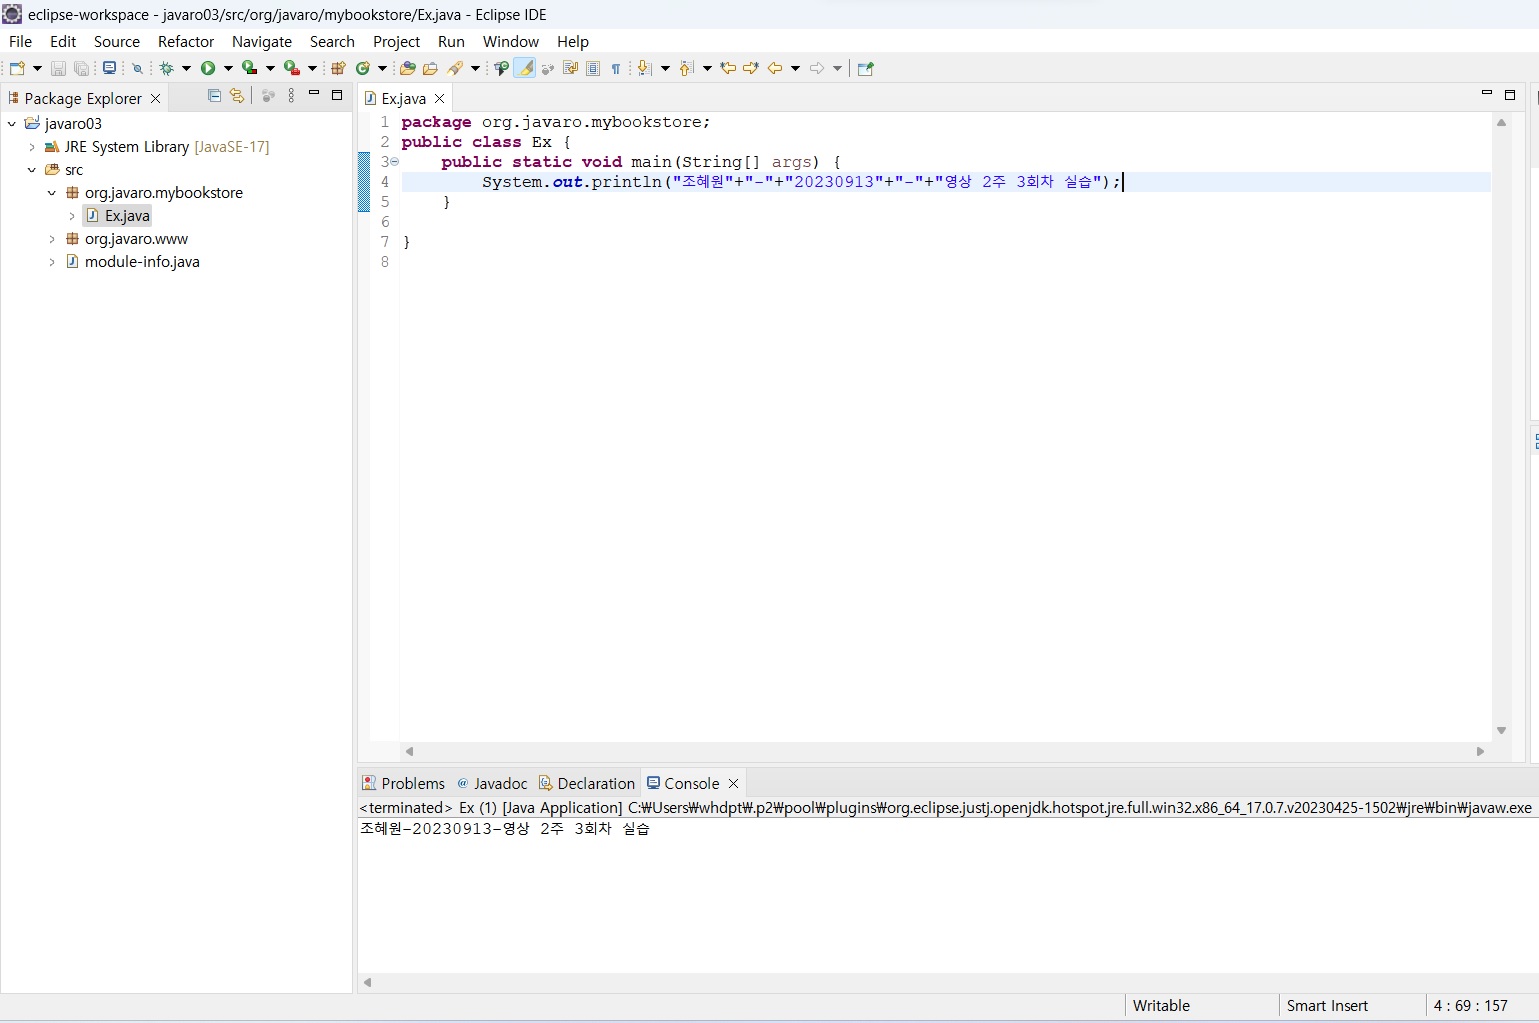 eclipse-workspace - javaro03/src/org/javaro/mybookstore/Ex.java - Eclipse IDE
File Edit Source Refactor Navigate Search Project Run Window Help
Package Explorer
javaro03
JRE System Library [JavaSE-17]
src
org.javaro.mybookstore
Ex.java
org.javaro.www
module-info.java
Ex.java
1 package org.javaro.mybookstore;
2 public class Ex {
3 public static void main(String[] args) {
4 System.out.println("조혜원"+"-"+"20230913"+"-"+"영상 2주 3회차 실습");
5 }
6
7 }
8
Problems @ Javadoc Declaration Console
<terminated> Ex (1) [Java Application] C:₩Users₩whdpt₩.p2₩pool₩plugins₩org.eclipse.justj.openjdk.hotspot.jre.full.win32.x86_64_17.0.7.v20230425-1502₩jre₩bin₩javaw.exe
조혜원-20230913-영상 2주 3회차 실습
Writable Smart Insert 4 : 69 : 157